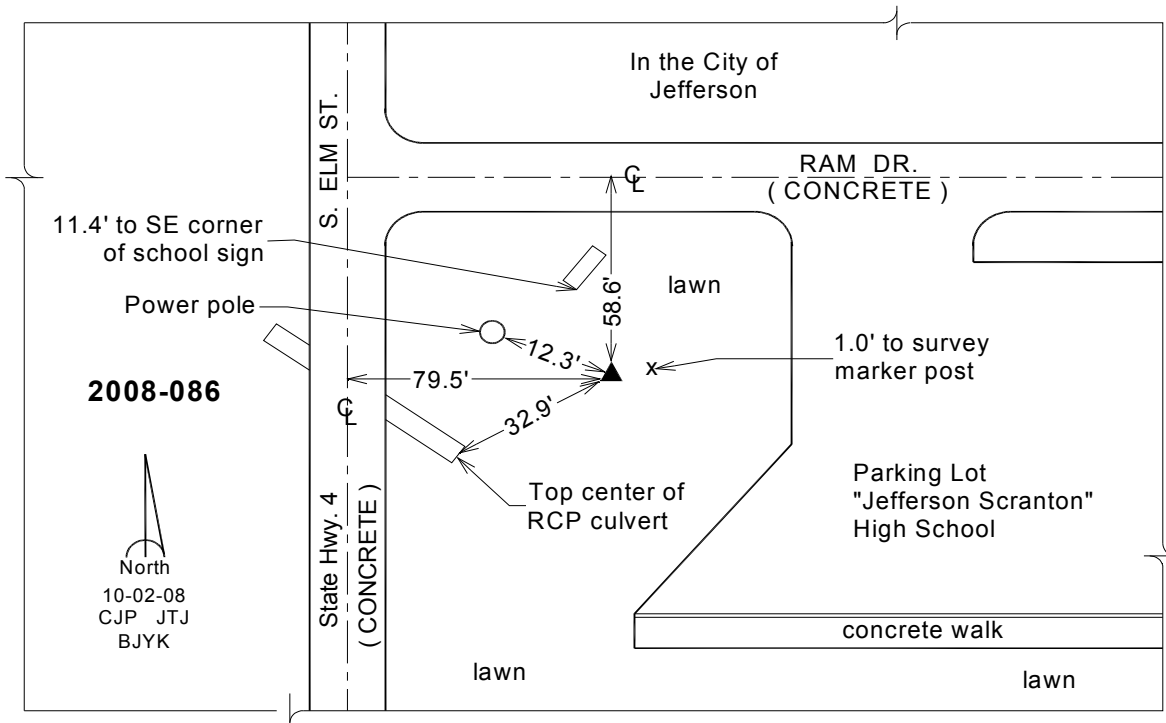 In the City of
Jefferson
S. ELM ST.
RAM DR.
( CONCRETE )
CL
11.4' to SE corner
of school sign
lawn
58.6'
Power pole
12.3'
1.0' to survey
marker post
x
79.5'
2008-086
CL
32.9'
Top center of
RCP culvert
Parking Lot
"Jefferson Scranton"
High School
State Hwy. 4
( CONCRETE )
North
10-02-08
CJP JTJ
BJYK
concrete walk
lawn
lawn